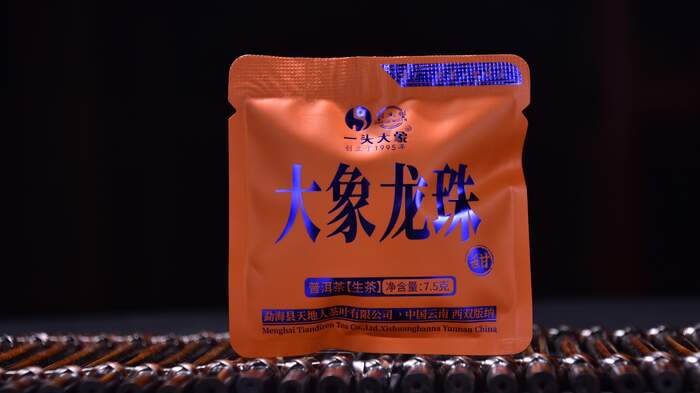 一头大象®
创立于1995年
大象龙珠
甜
普洱茶【生茶】 净含量:7.5克
勐海县天地人茶叶有限公司,中国云南 西双版纳
Menghai Tiandiren Tea Co.,Ltd,Xishuangbanna Yunnan China